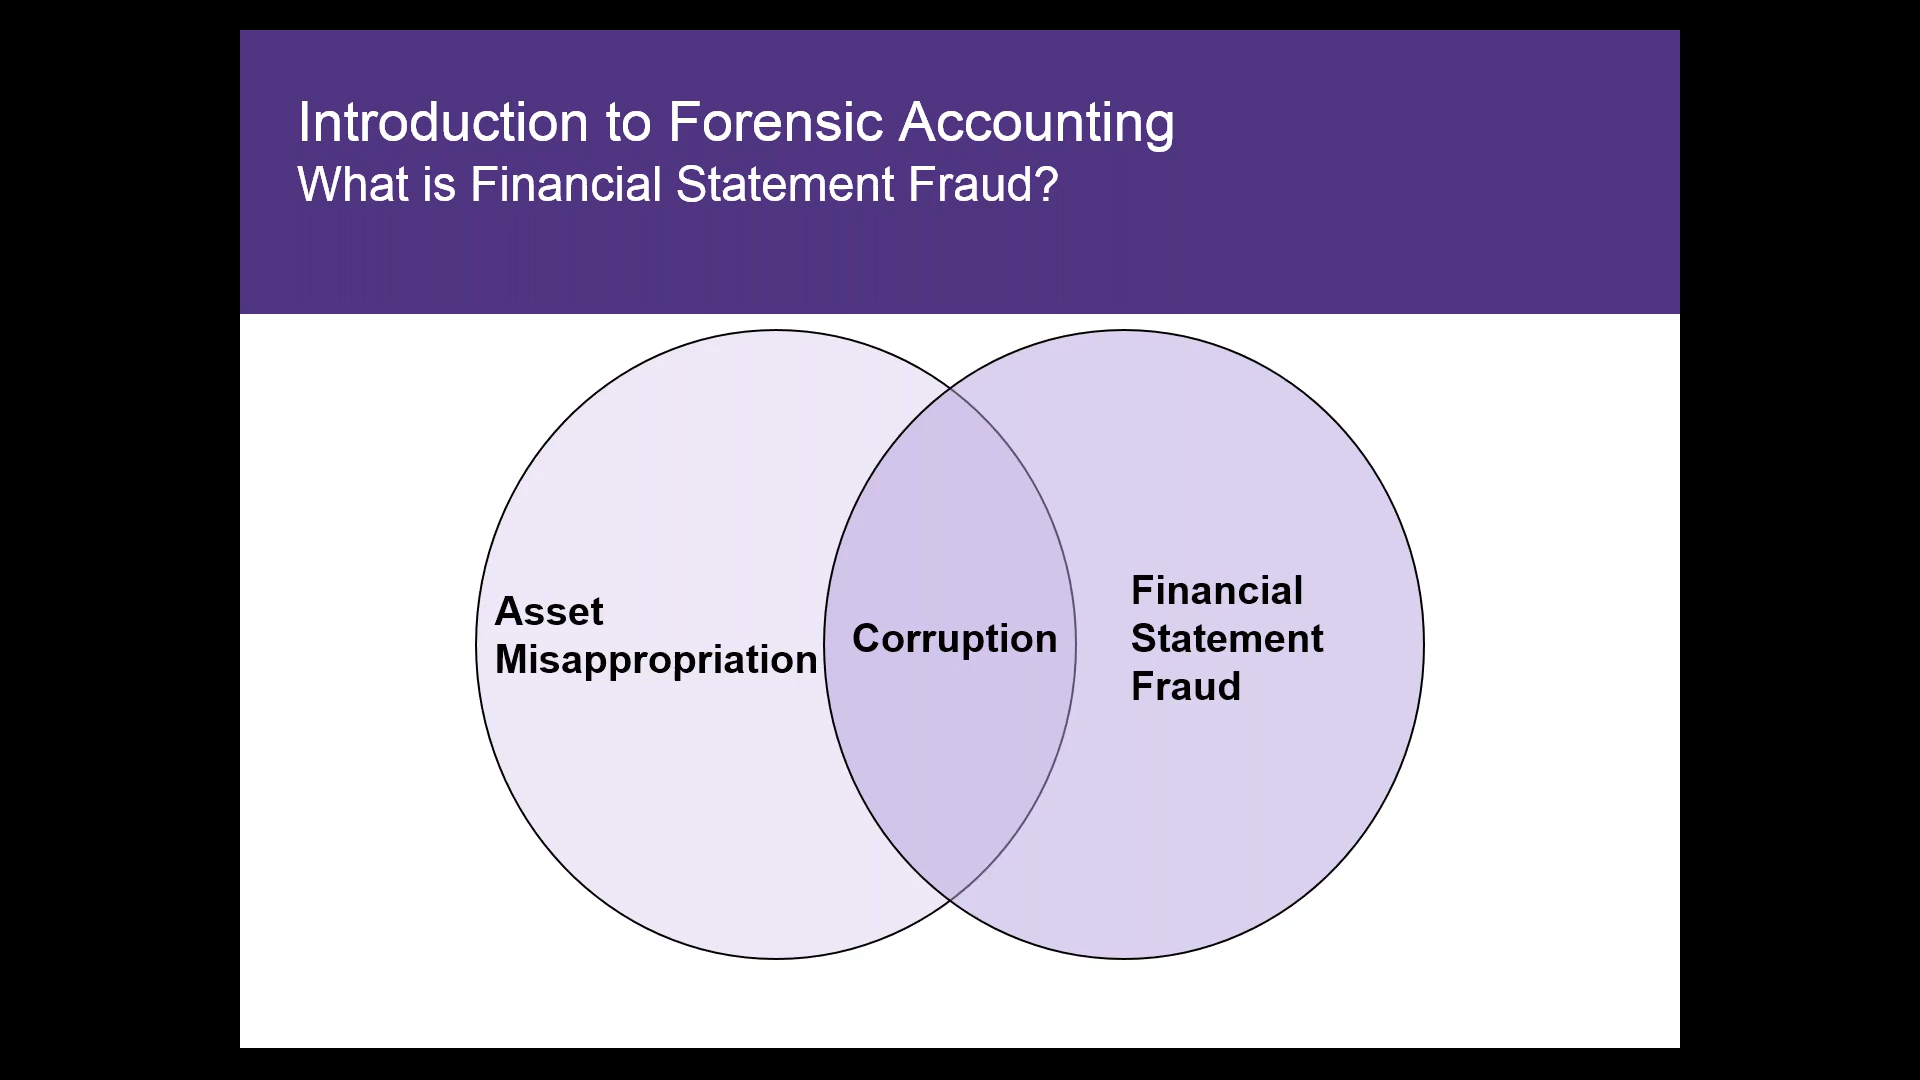 Introduction to Forensic Accounting
What is Financial Statement Fraud?
Asset
Misappropriation
Corruption
Financial
Statement
Fraud